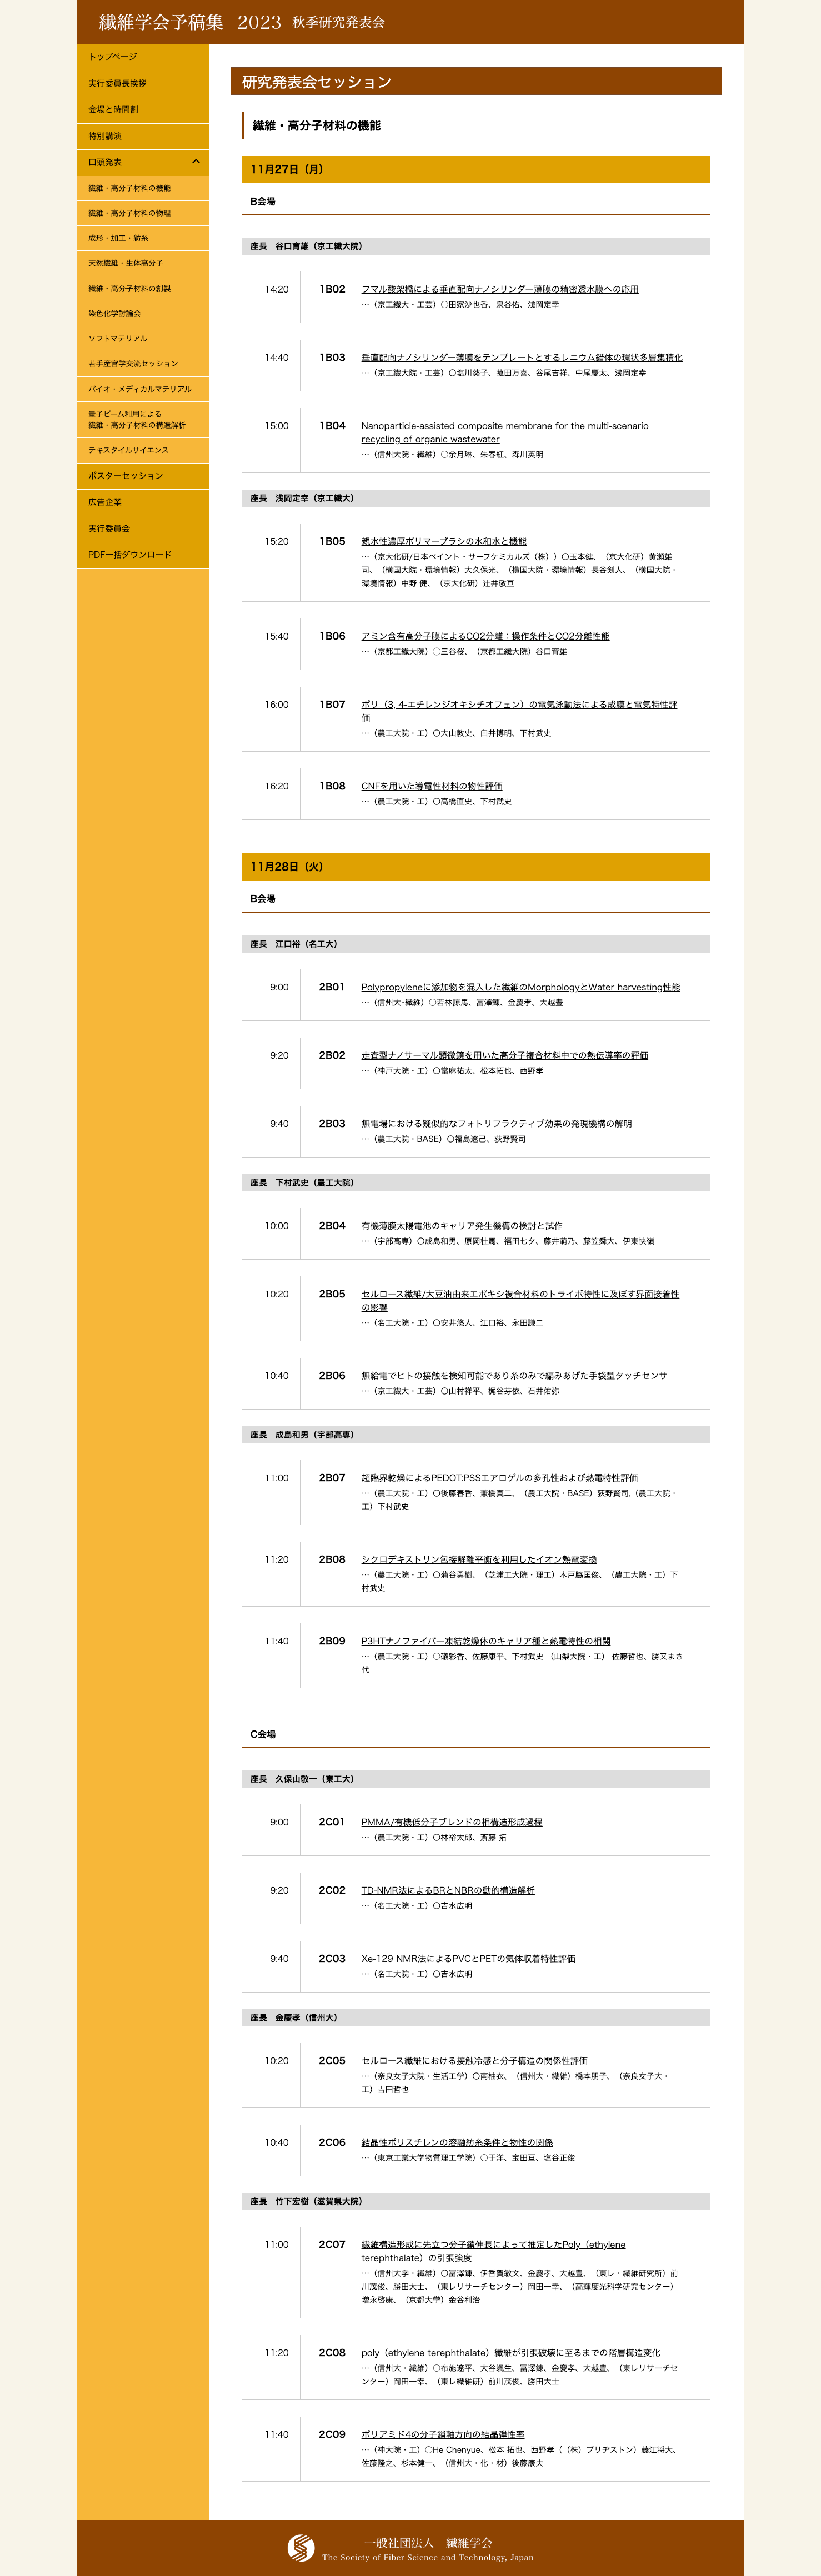 繊維学会予稿集 2023 秋季研究発表会
トップページ
実行委員長挨拶
会場と時間割
特別講演
口頭発表
繊維・高分子材料の機能
繊維・高分子材料の物理
成形・加工・紡糸
天然繊維・生体高分子
繊維・高分子材料の創製
染色化学討論会
ソフトマテリアル
若手産官学交流セッション
バイオ・メディカルマテリアル
量子ビーム利用による
繊維・高分子材料の構造解析
テキスタイルサイエンス
ポスターセッション
広告企業
実行委員会
PDF一括ダウンロード
研究発表会セッション
繊維・高分子材料の機能
11月27日（月）
B会場
座長　谷口育雄（京工繊大院）
14:20 1B02 フマル酸架橋による垂直配向ナノシリンダー薄膜の精密透水膜への応用
…（京工繊大・工芸）○田家沙也香、泉谷佑、浅岡定幸
14:40 1B03 垂直配向ナノシリンダー薄膜をテンプレートとするレニウム錯体の環状多層集積化
…（京工繊大院・工芸）○塩川葵子、菰田万喜、谷尾吉祥、中尾慶太、浅岡定幸
15:00 1B04 Nanoparticle-assisted composite membrane for the multi-scenario
recycling of organic wastewater
…（信州大院・繊維）○余月琳、朱春紅、森川英明
座長　浅岡定幸（京工繊大）
15:20 1B05 親水性濃厚ポリマーブラシの水和水と機能
…（京大化研/日本ペイント・サーフケミカルズ（株））〇玉本健、（京大化研）黄瀬雄
司、（横国大院・環境情報）大久保光、（横国大院・環境情報）長谷剣人、（横国大院・
環境情報）中野 健、（京大化研）辻井敬亘
15:40 1B06 アミン含有高分子膜によるCO2分離：操作条件とCO2分離性能
…（京都工繊大院）◯三谷桜、（京都工繊大院）谷口育雄
16:00 1B07 ポリ（3, 4-エチレンジオキシチオフェン）の電気泳動法による成膜と電気特性評
価
…（農工大院・工）〇大山敦史、臼井博明、下村武史
16:20 1B08 CNFを用いた導電性材料の物性評価
…（農工大院・工）〇高橋直史、下村武史
11月28日（火）
B会場
座長　江口裕（名工大）
9:00 2B01 Polypropyleneに添加物を混入した繊維のMorphologyとWater harvesting性能
…（信州大・繊維）○若林諒馬、冨澤錬、金慶孝、大越豊
9:20 2B02 走査型ナノサーマル顕微鏡を用いた高分子複合材料中での熱伝導率の評価
…（神戸大院・工）〇當麻祐太、松本拓也、西野孝
9:40 2B03 無電場における疑似的なフォトリフラクティブ効果の発現機構の解明
…（農工大院・BASE）〇福島遼己、荻野賢司
座長　下村武史（農工大院）
10:00 2B04 有機薄膜太陽電池のキャリア発生機構の検討と試作
…（宇部高専）〇成島和男、原岡壮馬、福田七夕、藤井萌乃、藤笠舜大、伊東快嶺
10:20 2B05 セルロース繊維/大豆油由来エポキシ複合材料のトライボ特性に及ぼす界面接着性
の影響
…（名工大院・工）〇安井悠人、江口裕、永田謙二
10:40 2B06 無給電でヒトの接触を検知可能であり糸のみで編みあげた手袋型タッチセンサ
…（京工繊大・工芸）〇山村祥平、梶谷芽依、石井佑弥
座長　成島和男（宇部高専）
11:00 2B07 超臨界乾燥によるPEDOT:PSSエアロゲルの多孔性および熱電特性評価
…（農工大院・工）〇後藤春香、兼橋真二、（農工大院・BASE）荻野賢司,（農工大院・
工）下村武史
11:20 2B08 シクロデキストリン包接解離平衡を利用したイオン熱電変換
…（農工大院・工）〇蒲谷勇樹、（芝浦工大院・理工）木戸脇匡俊、（農工大院・工）下
村武史
11:40 2B09 P3HTナノファイバー凍結乾燥体のキャリア種と熱電特性の相関
…（農工大院・工）○礒彩香、佐藤康平、下村武史 （山梨大院・工） 佐藤哲也、勝又まさ
代
C会場
座長　久保山敬一（東工大）
9:00 2C01 PMMA/有機低分子ブレンドの相構造形成過程
…（農工大院・工）〇林裕太郎、斎藤 拓
9:20 2C02 TD-NMR法によるBRとNBRの動的構造解析
…（名工大院・工）〇吉水広明
9:40 2C03 Xe-129 NMR法によるPVCとPETの気体収着特性評価
…（名工大院・工）〇吉水広明
座長　金慶孝（信州大）
10:20 2C05 セルロース繊維における接触冷感と分子構造の関係性評価
…（奈良女子大院・生活工学）〇南柚衣、（信州大・繊維）橋本朋子、（奈良女子大・
工）吉田哲也
10:40 2C06 結晶性ポリスチレンの溶融紡糸条件と物性の関係
…（東京工業大学物質理工学院）○于洋、宝田亘、塩谷正俊
座長　竹下宏樹（滋賀県大院）
11:00 2C07 繊維構造形成に先立つ分子鎖伸長によって推定したPoly（ethylene
terephthalate）の引張強度
…（信州大学・繊維）〇冨澤錬、伊香賀敏文、金慶孝、大越豊、（東レ・繊維研究所）前
川茂俊、勝田大士、（東レリサーチセンター）岡田一幸、（高輝度光科学研究センター）
増永啓康、（京都大学）金谷利治
11:20 2C08 poly（ethylene terephthalate）繊維が引張破壊に至るまでの階層構造変化
…（信州大・繊維）○布施遼平、大谷颯生、冨澤錬、金慶孝、大越豊、（東レリサーチセ
ンター）岡田一幸、（東レ繊維研）前川茂俊、勝田大士
11:40 2C09 ポリアミド4の分子鎖軸方向の結晶弾性率
…（神大院・工）○He Chenyue、松本 拓也、西野孝（（株）ブリヂストン）藤江将大、
佐藤隆之、杉本健一、（信州大・化・材）後藤康夫
一般社団法人　繊維学会
The Society of Fiber Science and Technology, Japan